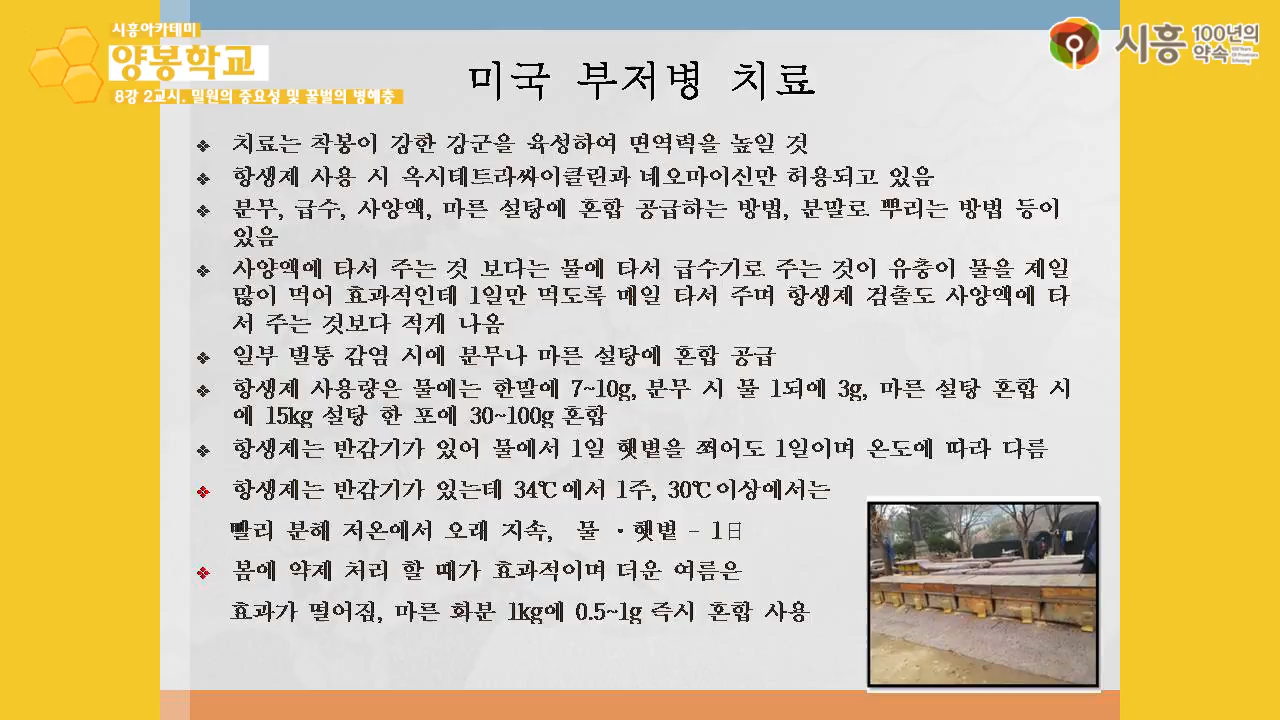 시흥아카데미
양봉학교
8강 2교시. 밀원의 중요성 및 꿀벌의 병해충
시흥 100년의 약속
미국 부저병 치료
❖ 치료는 착봉이 강한 강군을 육성하여 면역력을 높일 것
❖ 항생제 사용 시 옥시테트라싸이클린과 네오마이신만 허용되고 있음
❖ 분무, 급수, 사양액, 마른 설탕에 혼합 공급하는 방법, 분말로 뿌리는 방법 등이
있음
❖ 사양액에 타서 주는 것 보다는 물에 타서 급수기로 주는 것이 유충이 물을 제일
많이 먹어 효과적인데 1일만 먹도록 매일 타서 주며 항생제 검출도 사양액에 타
서 주는 것보다 적게 나옴
❖ 일부 벌통 감염 시에 분무나 마른 설탕에 혼합 공급
❖ 항생제 사용량은 물에는 한말에 7~10g, 분무 시 물 1되에 3g, 마른 설탕 혼합 시
에 15kg 설탕 한 포에 30~100g 혼합
❖ 항생제는 반감기가 있어 물에서 1일 햇볕을 쬐어도 1일이며 온도에 따라 다름
❖ 항생제는 반감기가 있는데 34℃에서 1주, 30℃이상에서는
빨리 분해 저온에서 오래 지속, 물 ·햇볕 - 1日
❖ 봄에 약제 처리 할 때가 효과적이며 더운 여름은
효과가 떨어짐, 마른 화분 1kg에 0.5~1g 즉시 혼합 사용